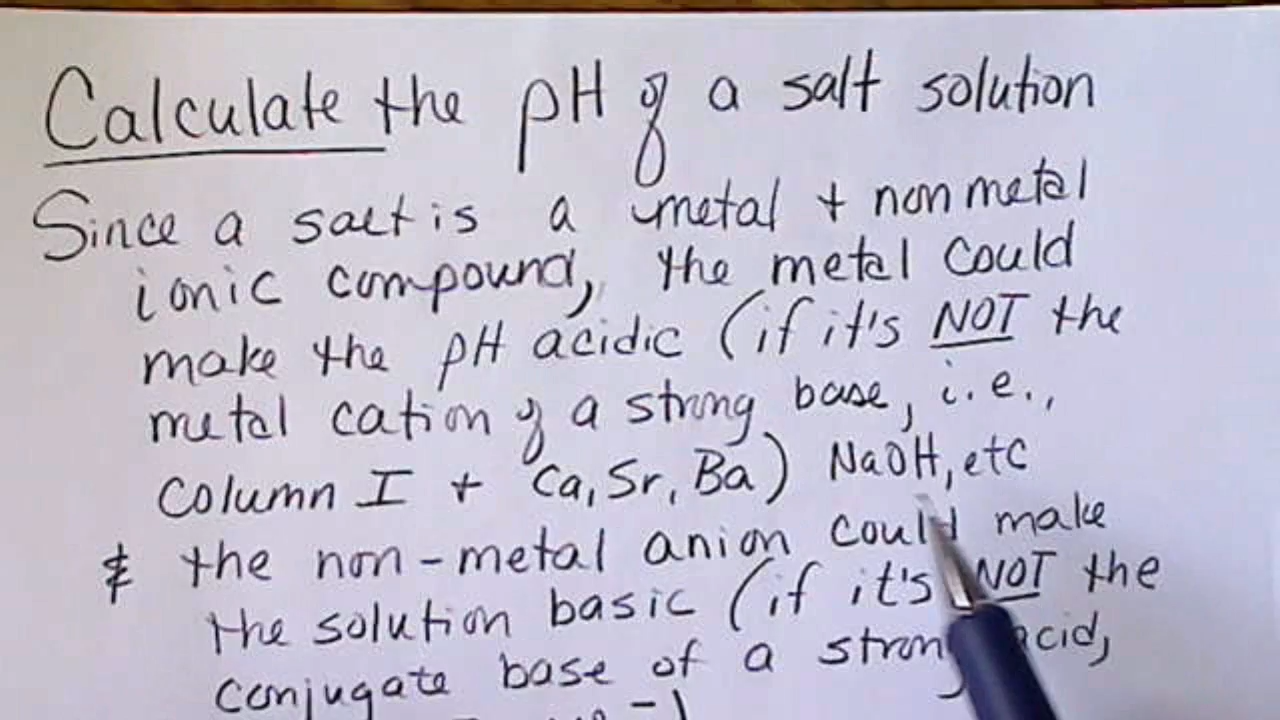 Calculate the pH of a salt solution
Since a salt is a metal + nonmetal
ionic compound, the metal could
make the pH acidic (if it's NOT the
metal cation of a strong base, i.e.,
Column I + Ca, Sr, Ba) NaOH, etc
& the non-metal anion could make
the solution basic (if it's NOT the
conjugate base of a strong acid,